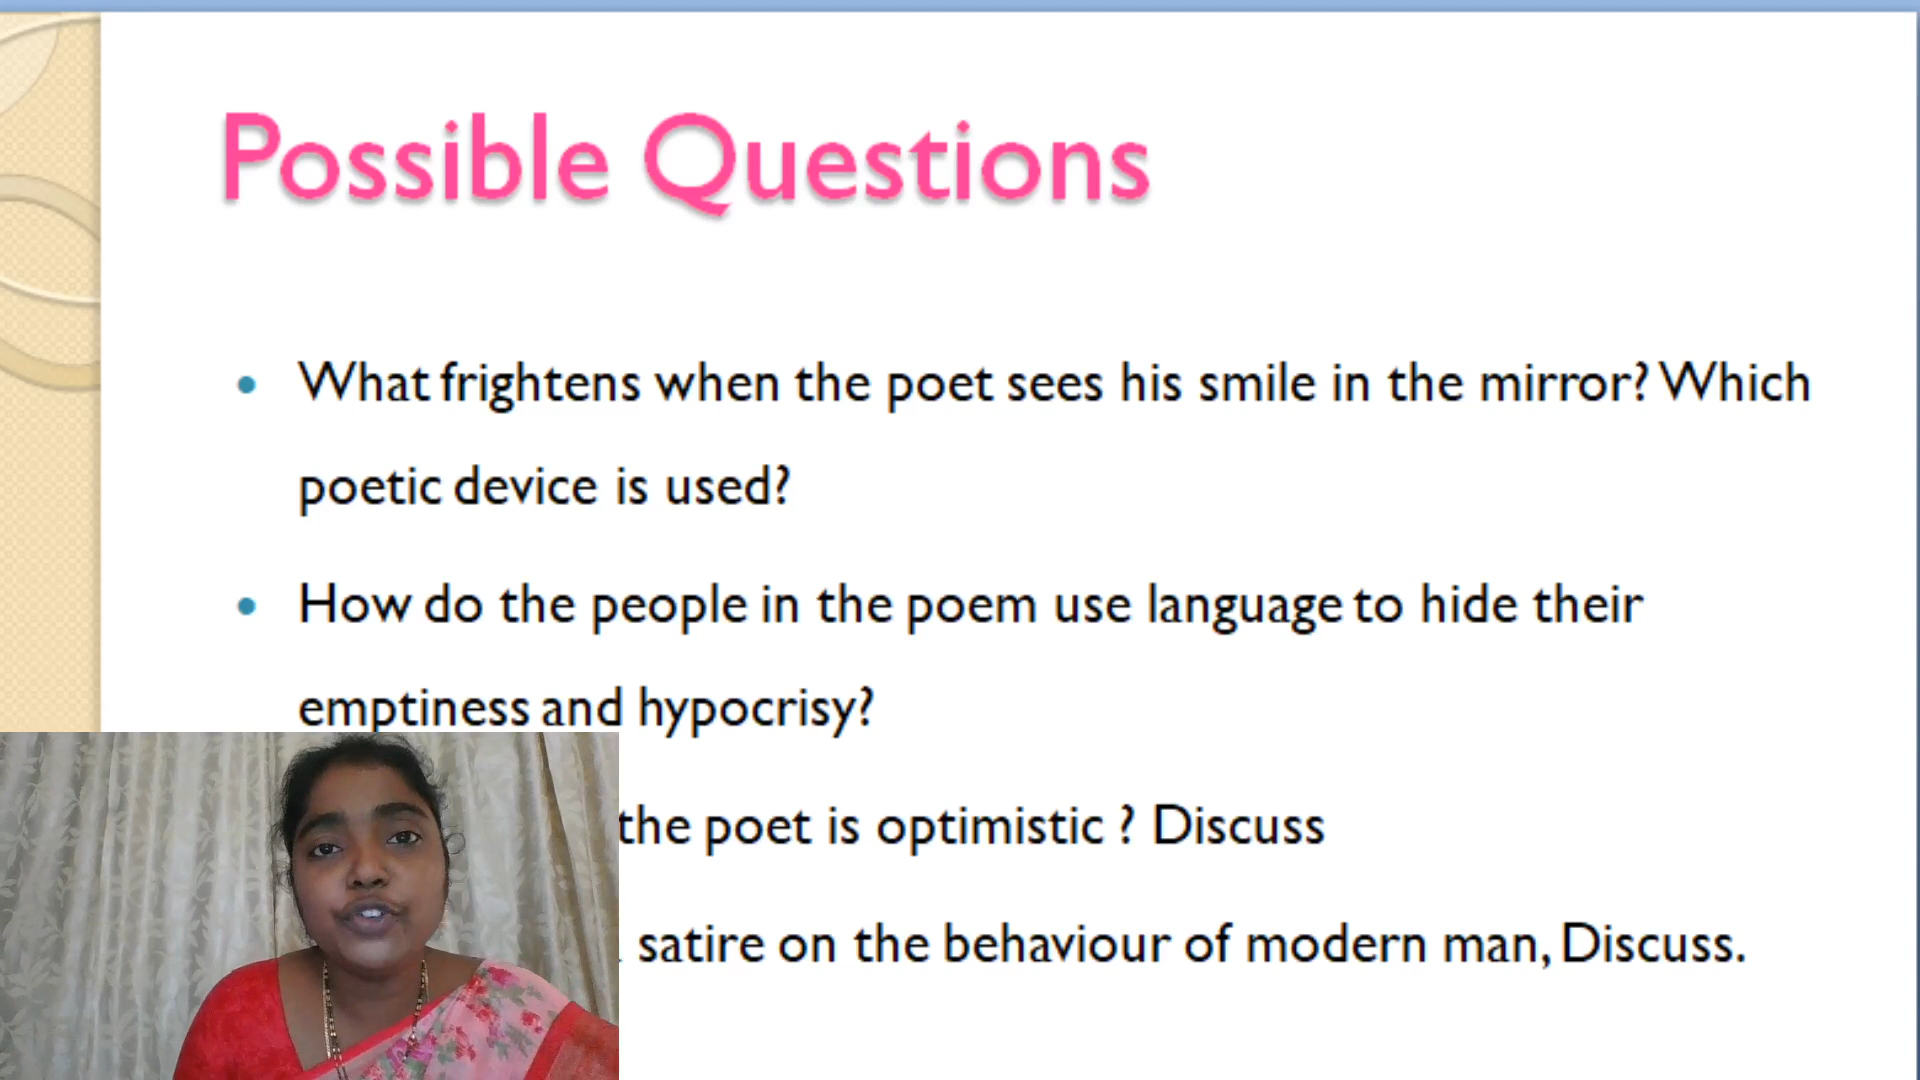 Possible Questions
• What frightens when the poet sees his smile in the mirror? Which
poetic device is used?
• How do the people in the poem use language to hide their
emptiness and hypocrisy?
the poet is optimistic ? Discuss
satire on the behaviour of modern man, Discuss.